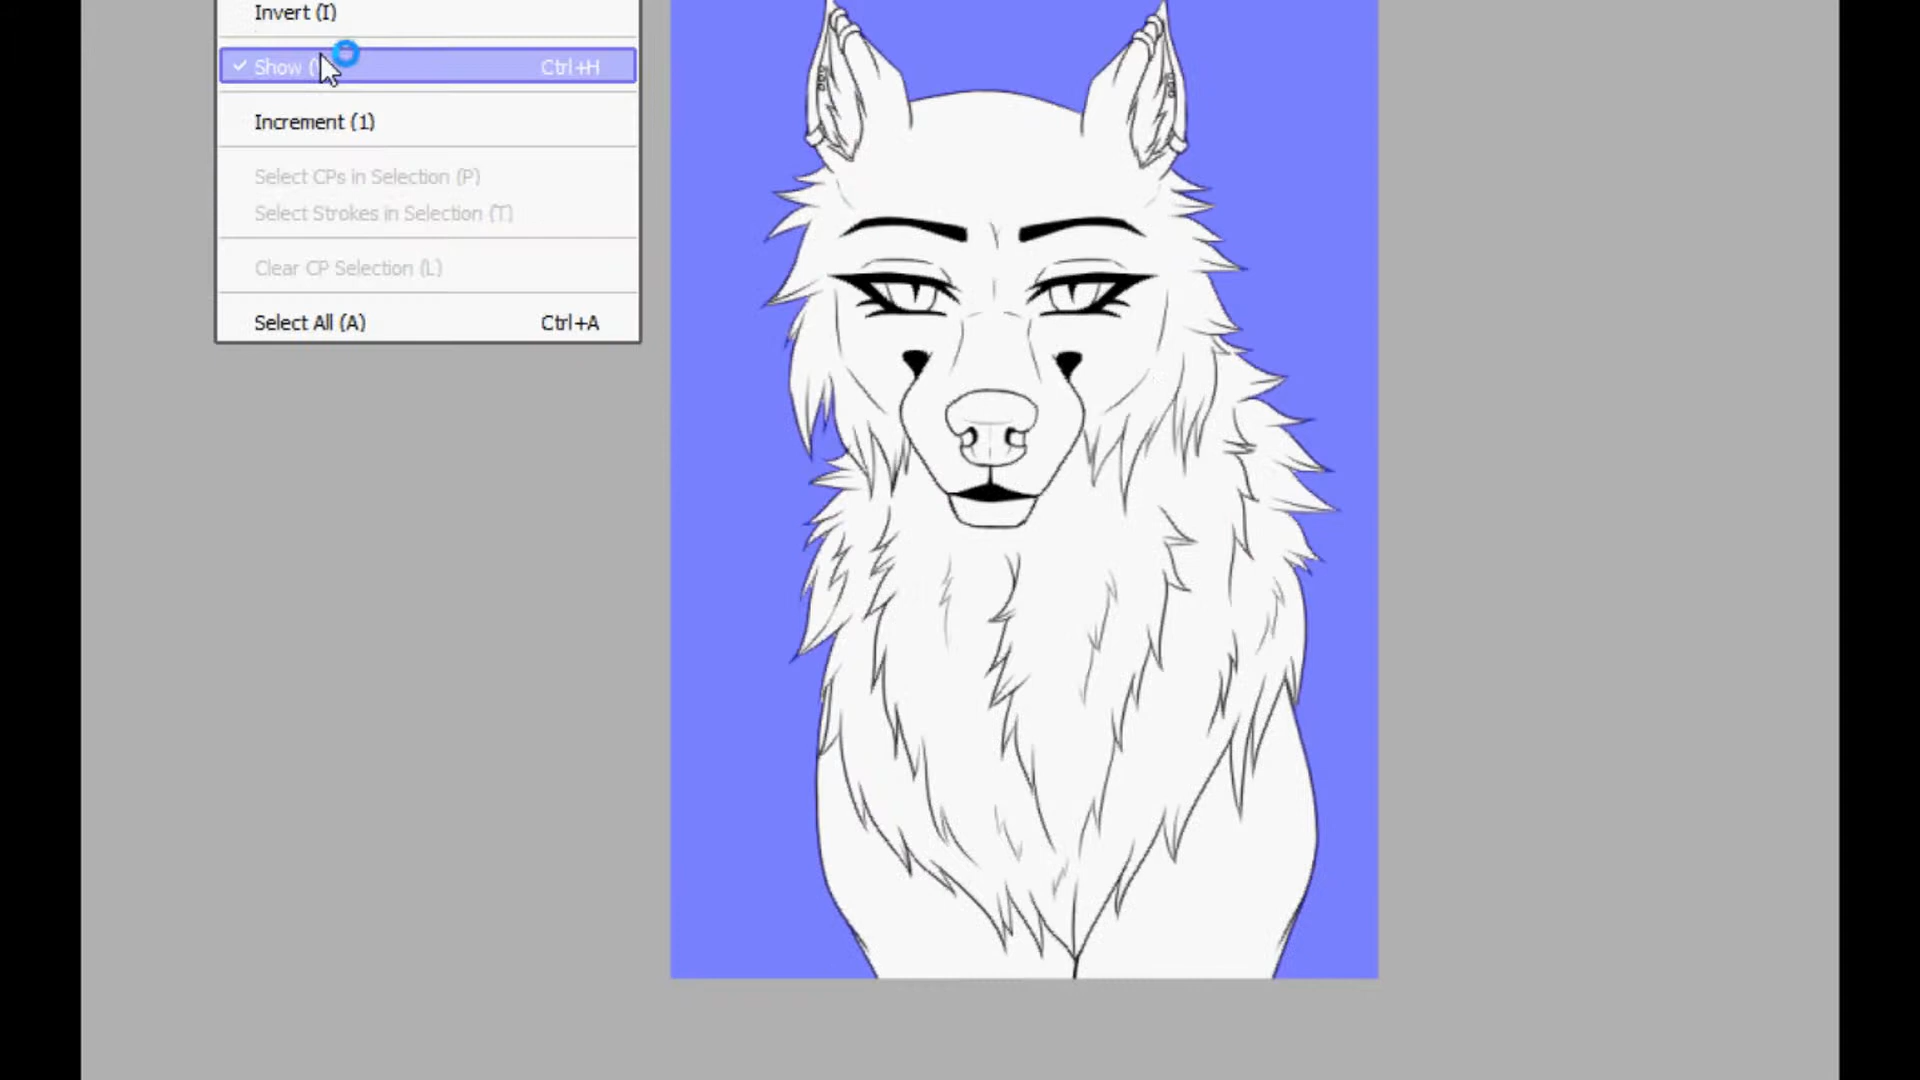 Invert (I)
Show (
Ctrl+H
Increment (1)
Select CPs in Selection (P)
Select Strokes in Selection (T)
Clear CP Selection (L)
Select All (A)
Ctrl+A